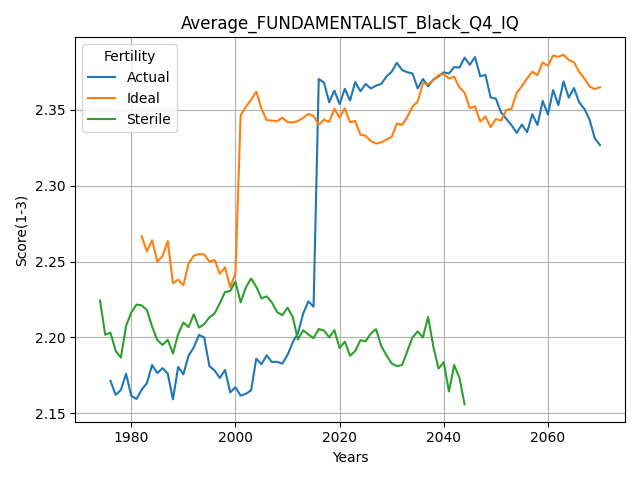 Average_FUNDAMENTALIST_Black_Q4_IQ
Fertility
Actual
Ideal
Sterile
Score(1-3)
2.35
2.30
2.25
2.20
2.15
1980
2000
2020
2040
2060
Years